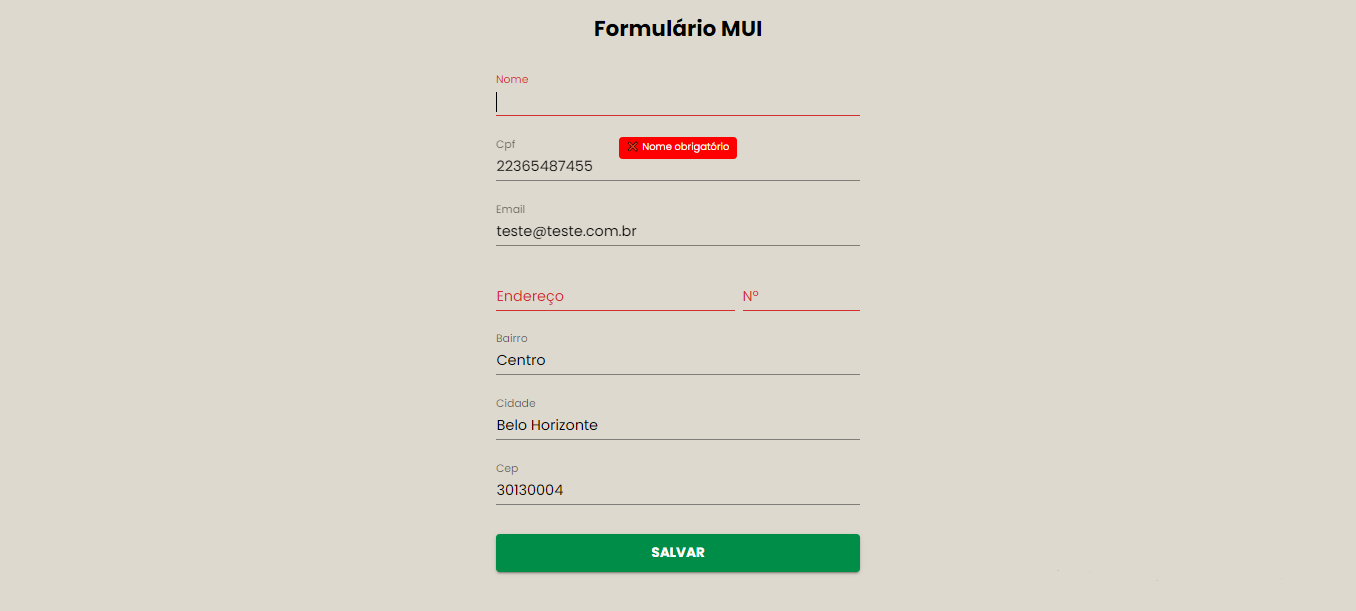 Formulário MUI
Nome
Cpf
❌ Nome obrigatório
22365487455
Email
teste@teste.com.br
Endereço Nº
Bairro
Centro
Cidade
Belo Horizonte
Cep
30130004
SALVAR